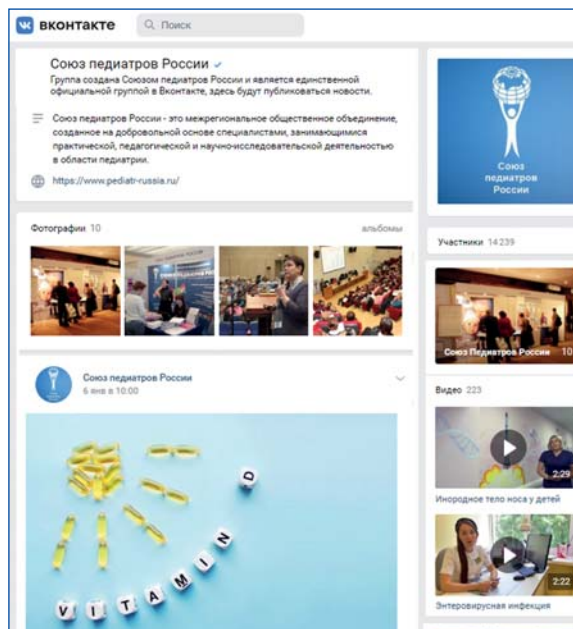 вконтакте
Поиск
Союз педиатров России
Группа создана Союзом педиатров России и является единственной
официальной группой в Вконтакте, здесь будут публиковаться новости.
Союз педиатров России - это межрегиональное общественное объединение,
созданное на добровольной основе специалистами, занимающимися
практической, педагогической и научно-исследовательской деятельностью
в области педиатрии.
https://www.pediatr-russia.ru/
Фотографии 10
альбомы
Союз педиатров России
6 янв в 10:00
VITAMIN D
Союз
педиатров
России
Участники 14 239
Союз Педиатров России 10
Видео 223
2:29
Инородное тело носа у детей
2:22
Энтеровирусная инфекция